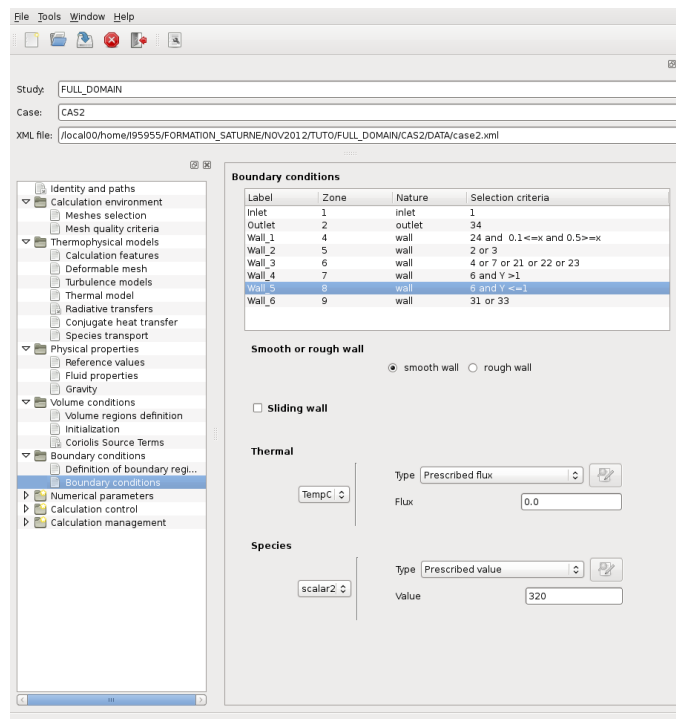 File Tools Window Help
Study: FULL_DOMAIN
Case: CAS2
XML file: /local00/home/I95955/FORMATION_SATURNE/NOV2012/TUTO/FULL_DOMAIN/CAS2/DATA/case2.xml
Identity and paths
Calculation environment
Meshes selection
Mesh quality criteria
Thermophysical models
Calculation features
Deformable mesh
Turbulence models
Thermal model
Radiative transfers
Conjugate heat transfer
Species transport
Physical properties
Reference values
Fluid properties
Gravity
Volume conditions
Volume regions definition
Initialization
Coriolis Source Terms
Boundary conditions
Definition of boundary regi...
Boundary conditions
Numerical parameters
Calculation control
Calculation management
Boundary conditions
Label Zone Nature Selection criteria
Inlet 1 inlet 1
Outlet 2 outlet 34
Wall_1 4 wall 24 and 0.1<=x and 0.5>=x
Wall_2 5 wall 2 or 3
Wall_3 6 wall 4 or 7 or 21 or 22 or 23
Wall_4 7 wall 6 and Y >1
Wall_5 8 wall 6 and Y <=1
Wall_6 9 wall 31 or 33
Smooth or rough wall
smooth wall rough wall
Sliding wall
Thermal
Type Prescribed flux
TempC
Flux 0.0
Species
Type Prescribed value
scalar2
Value 320